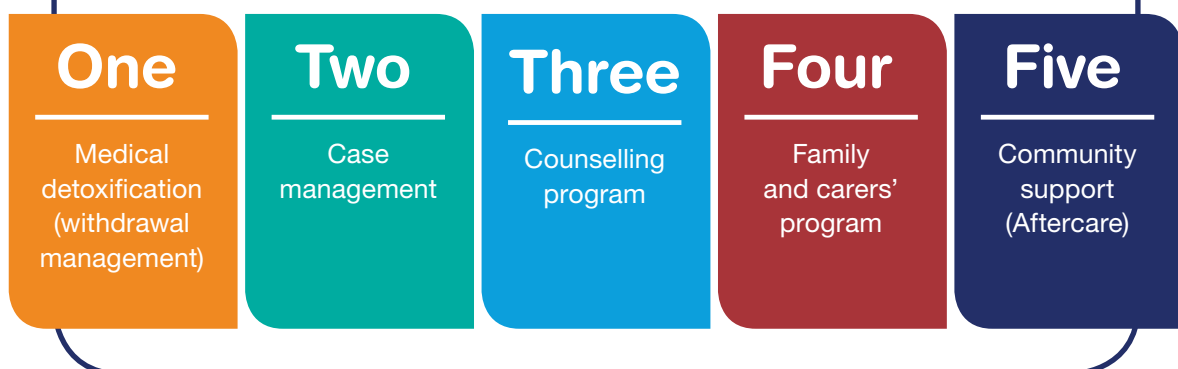 One
Medical
detoxification
(withdrawal
management)
Two
Case
management
Three
Counselling
program
Four
Family
and carers’
program
Five
Community
support
(Aftercare)